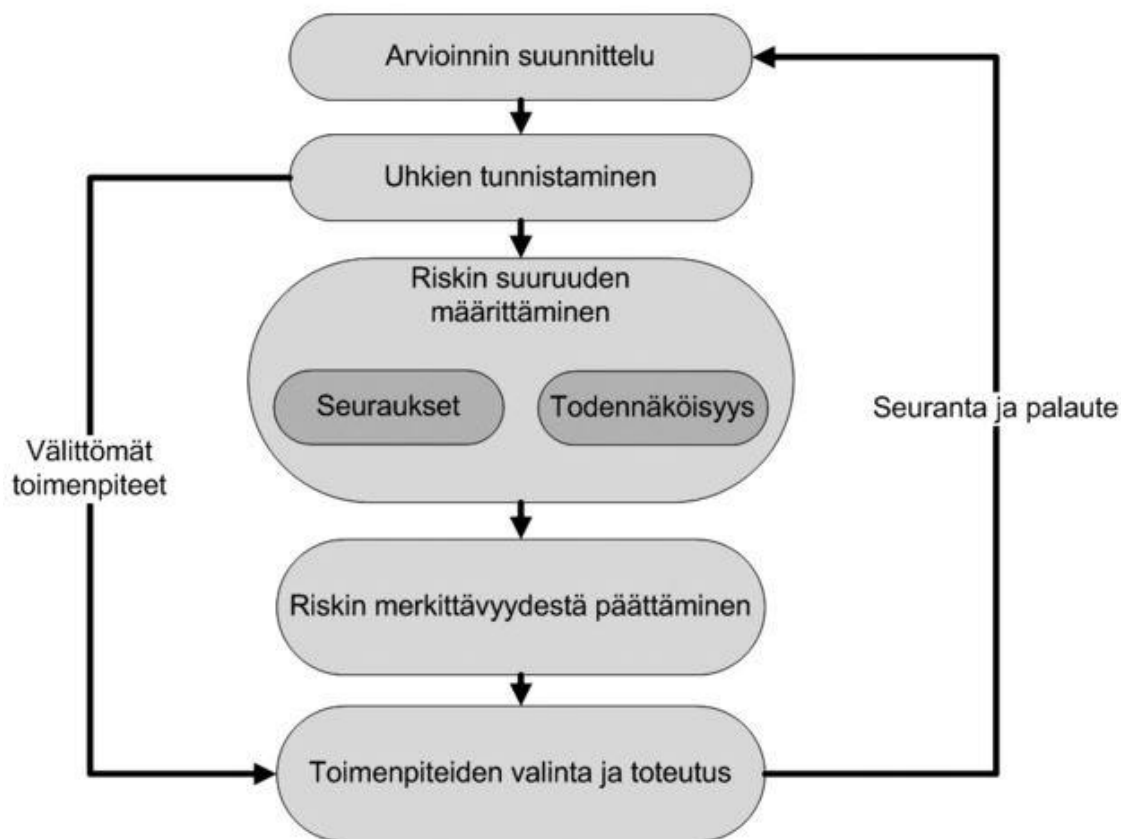 Arvioinnin suunnittelu
Uhkien tunnistaminen
Riskin suuruuden
määrittäminen
Seuraukset
Todennäköisyys
Seuranta ja palaute
Välittömät
toimenpiteet
Riskin merkittävyydestä päättäminen
Toimenpiteiden valinta ja toteutus